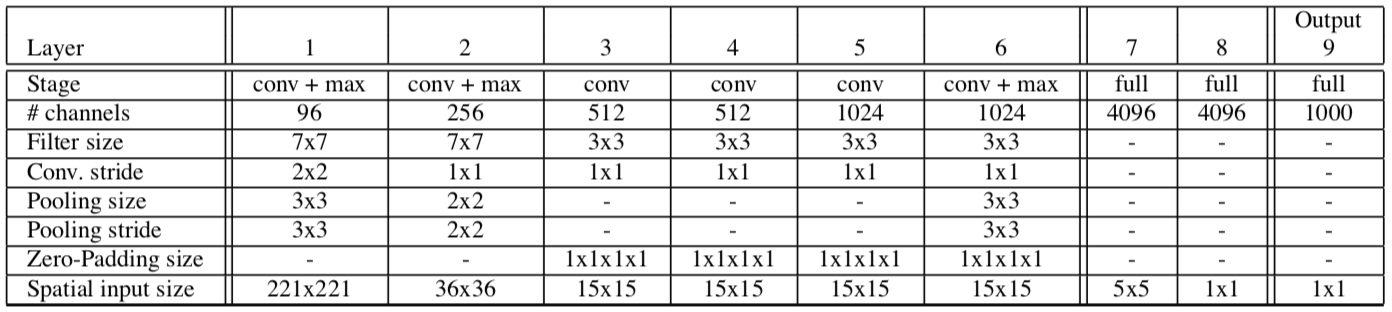 Output
Layer 1 2 3 4 5 6 7 8 9
Stage conv + max conv + max conv conv conv conv + max full full full
# channels 96 256 512 512 1024 1024 4096 4096 1000
Filter size 7x7 7x7 3x3 3x3 3x3 3x3 - - -
Conv. stride 2x2 1x1 1x1 1x1 1x1 1x1 - - -
Pooling size 3x3 2x2 - - - 3x3 - - -
Pooling stride 3x3 2x2 - - - 3x3 - - -
Zero-Padding size - - 1x1x1x1 1x1x1x1 1x1x1x1 1x1x1x1 - - -
Spatial input size 221x221 36x36 15x15 15x15 15x15 15x15 5x5 1x1 1x1